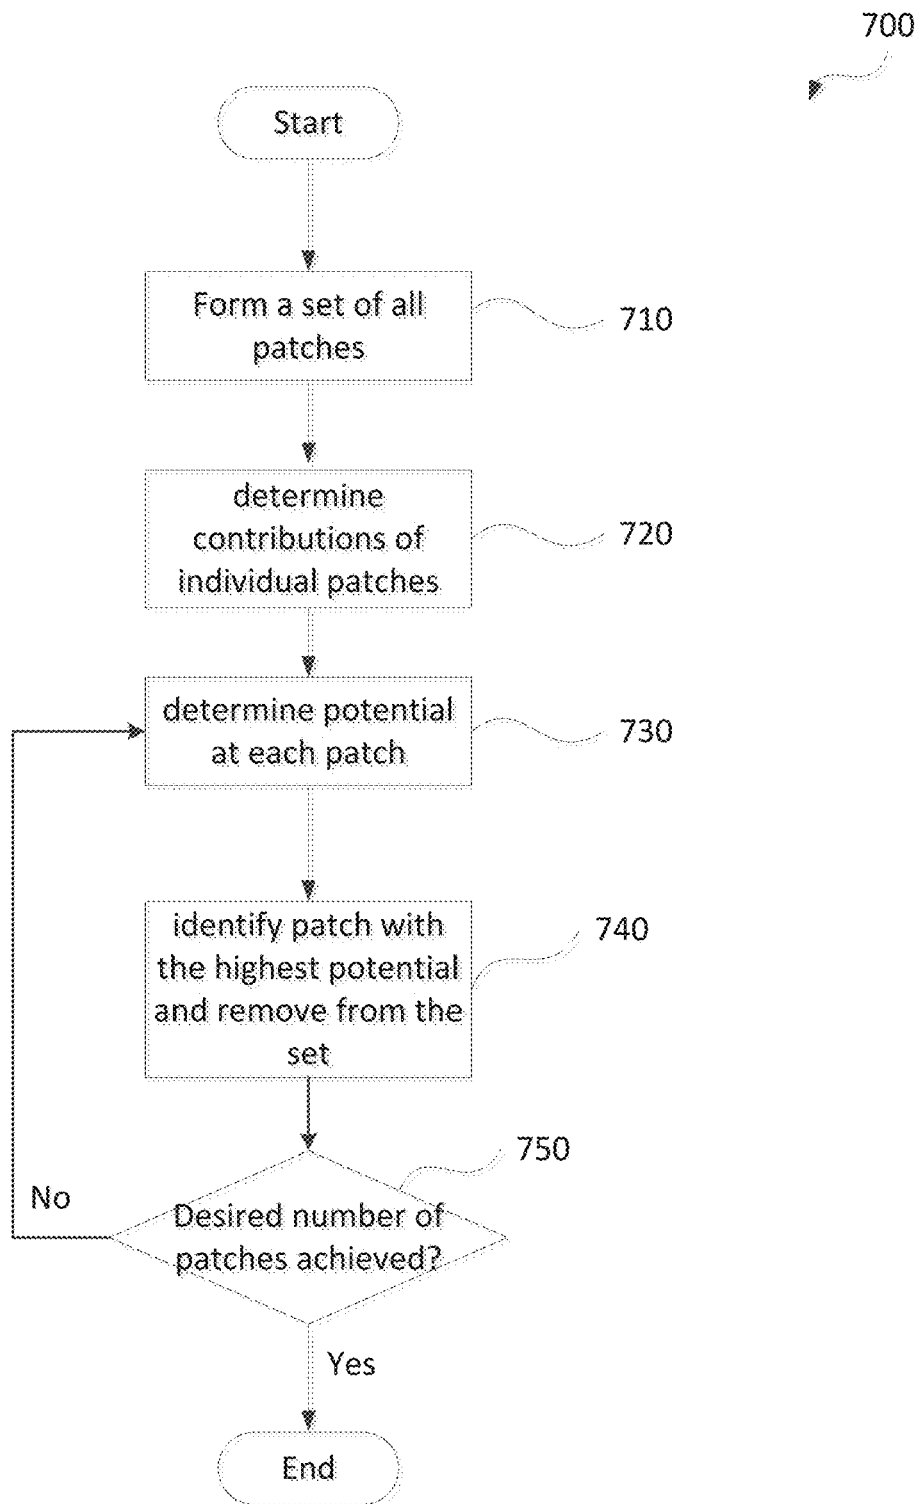 700
Start
Form a set of all
patches
710
determine
contributions of
individual patches
720
determine potential
at each patch
730
identify patch with
the highest potential
and remove from the
set
740
750
Desired number of
patches achieved?
No
Yes
End